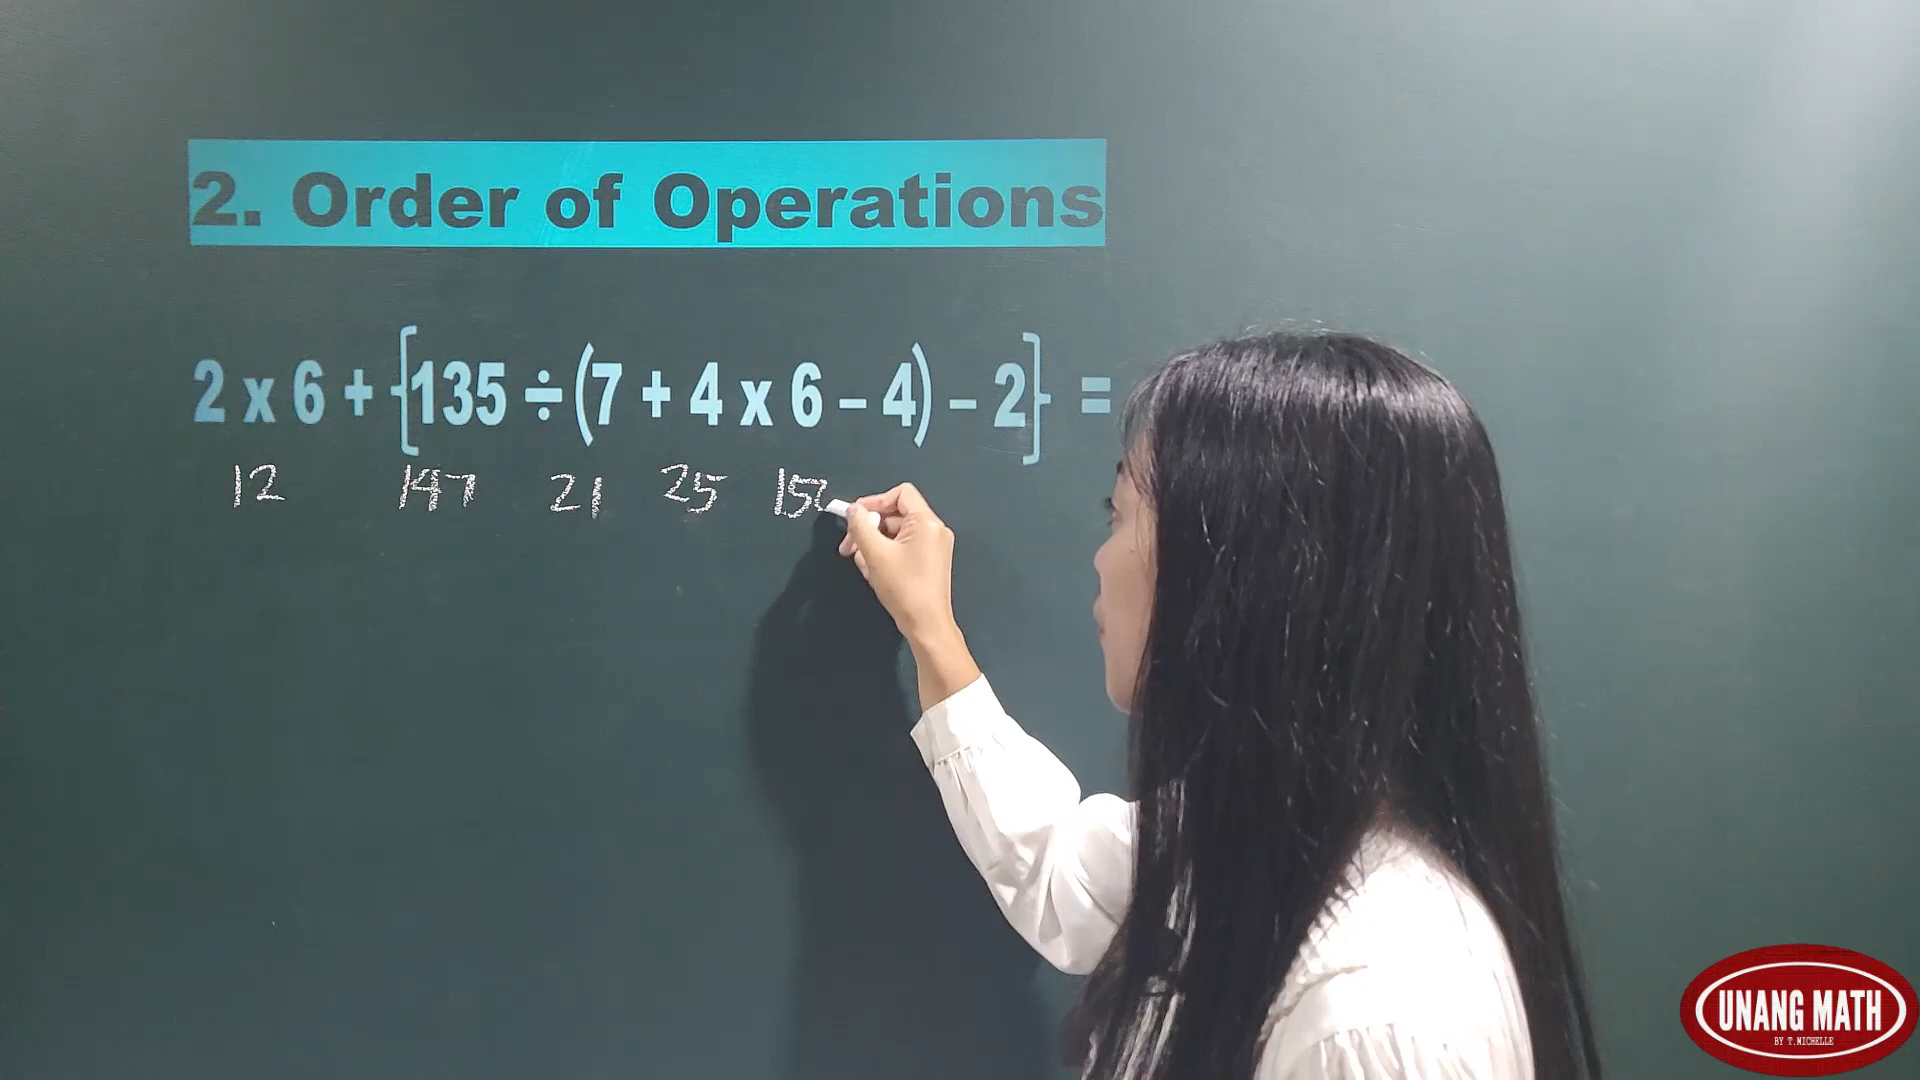 2. Order of Operations
2 x 6 + {135 ÷ (7 + 4 x 6 – 4) – 2} =
12 147 21 25
UNANG MATH
BY T. MICHELLE